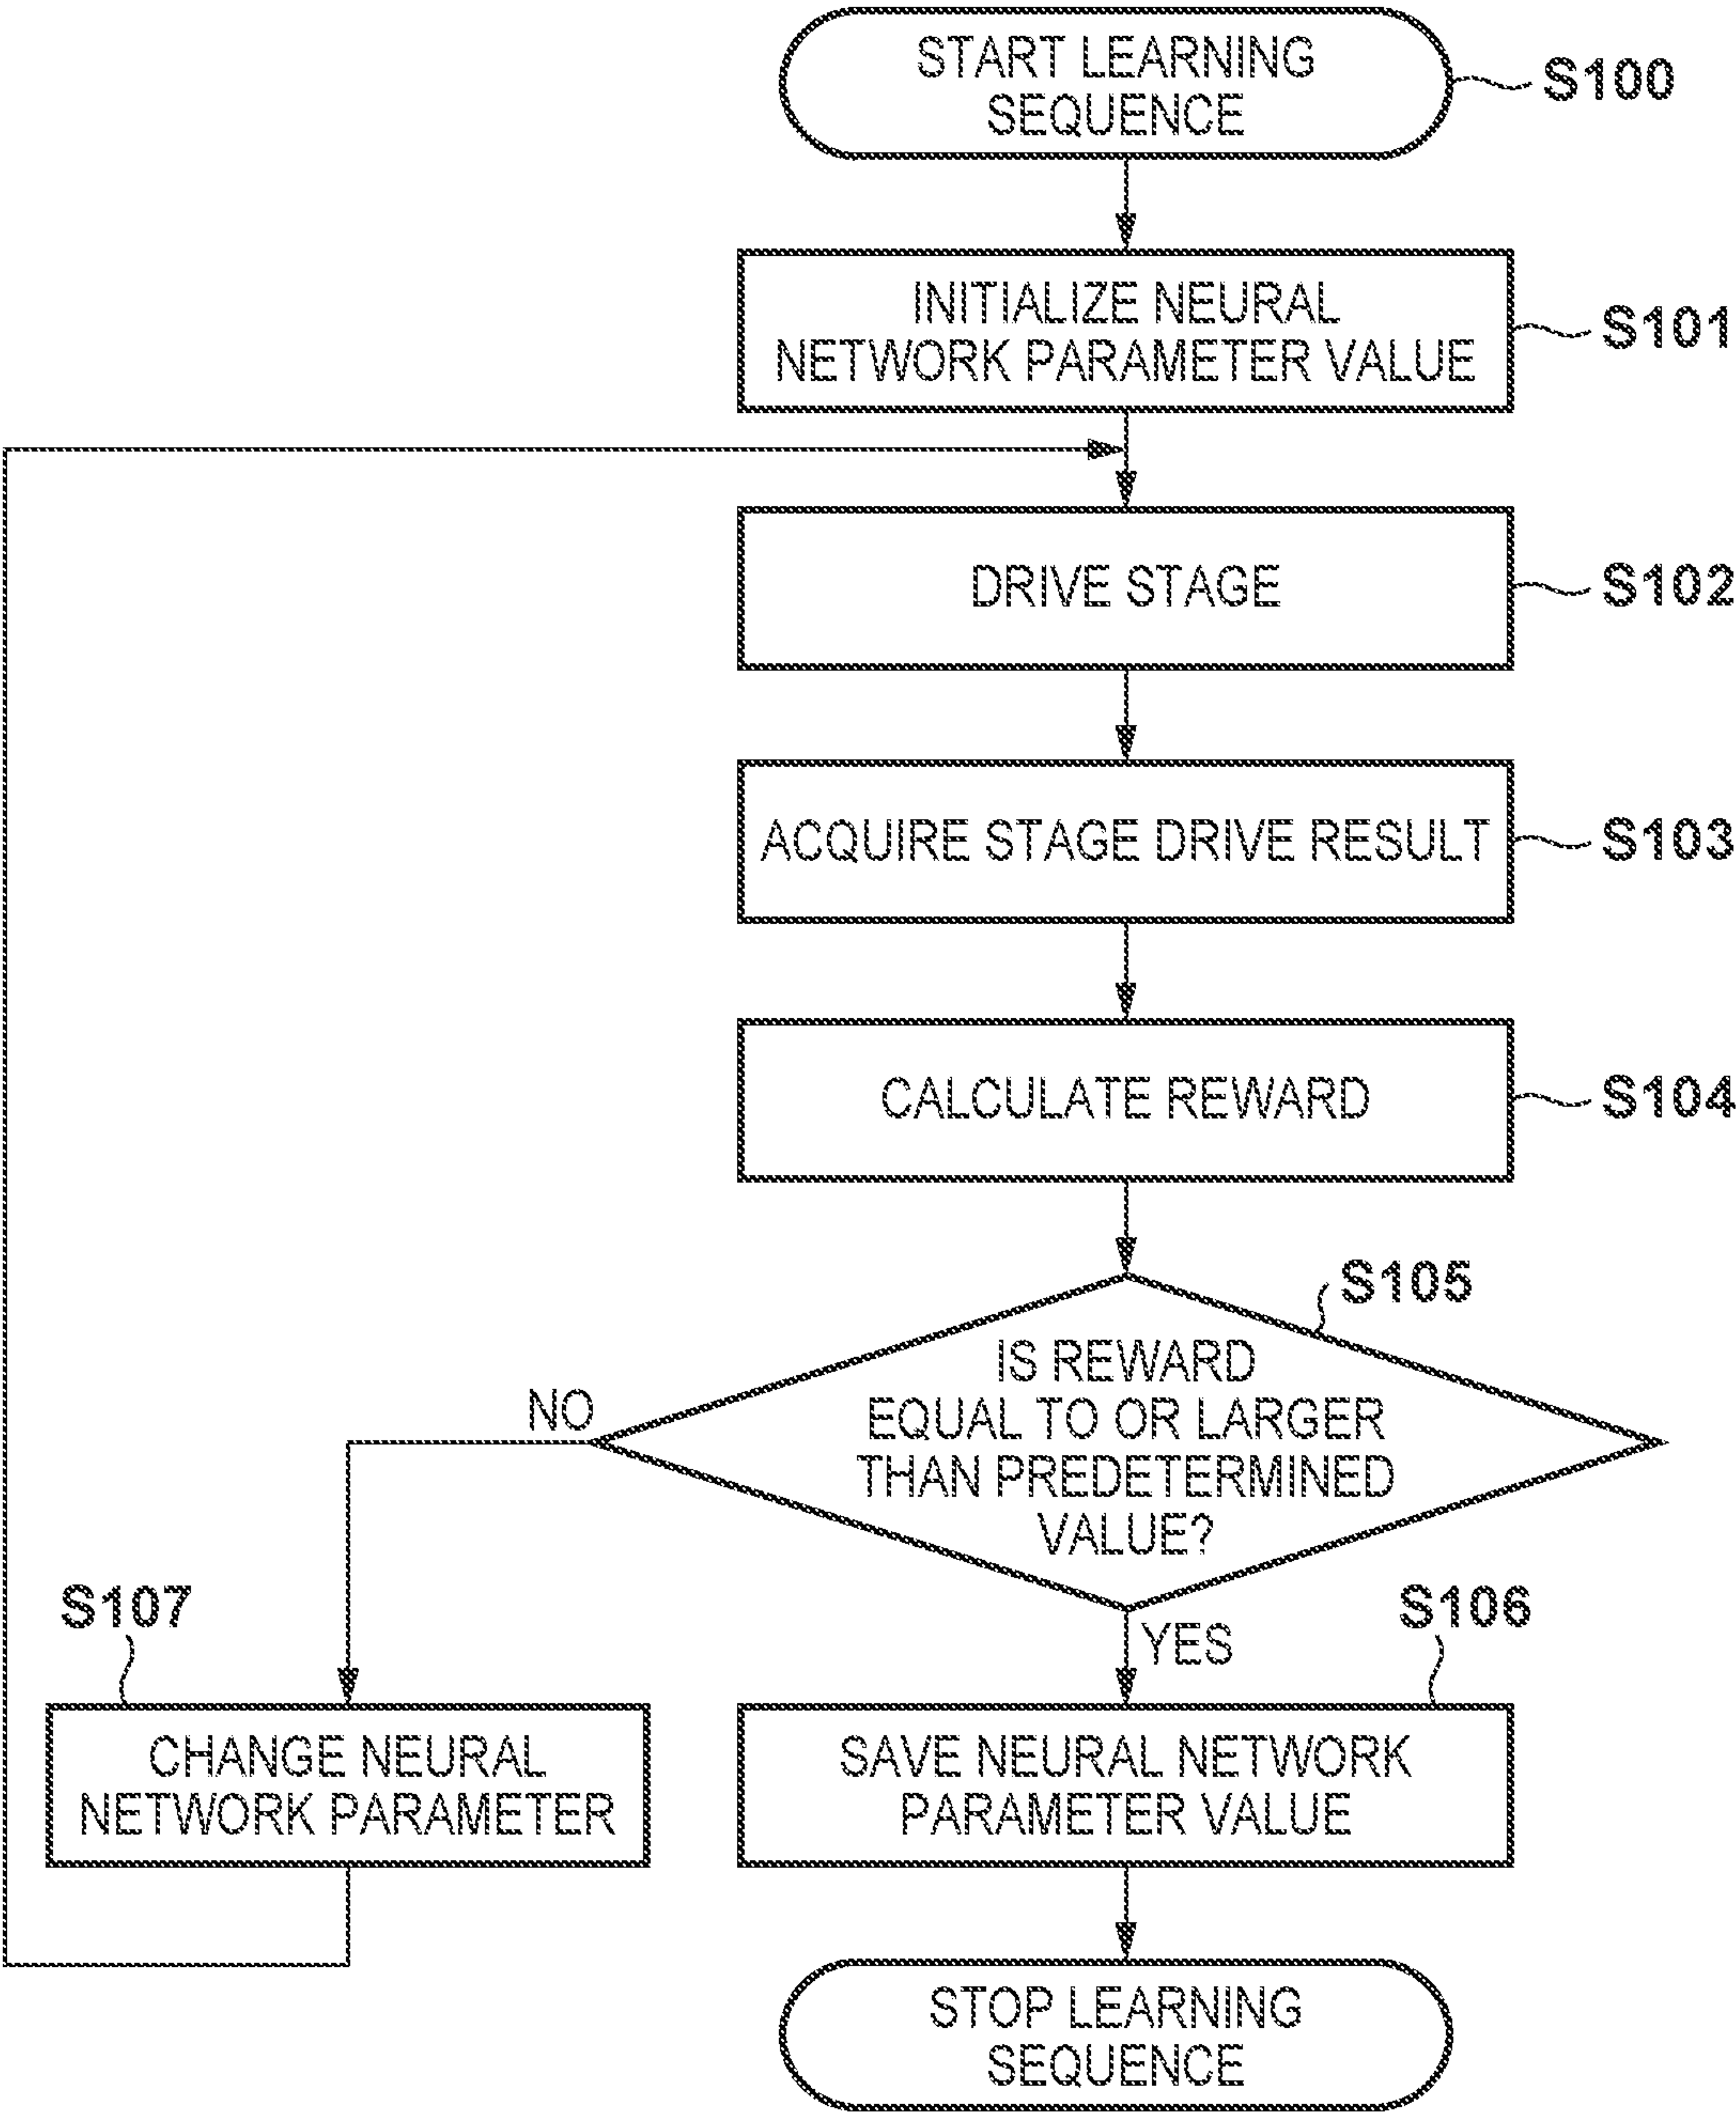 START LEARNING
SEQUENCE
S100
INITIALIZE NEURAL
NETWORK PARAMETER VALUE
S101
DRIVE STAGE
S102
ACQUIRE STAGE DRIVE RESULT
S103
CALCULATE REWARD
S104
S105
IS REWARD
EQUAL TO OR LARGER
THAN PREDETERMINED
VALUE?
NO
YES
S107
CHANGE NEURAL
NETWORK PARAMETER
S106
SAVE NEURAL NETWORK
PARAMETER VALUE
STOP LEARNING
SEQUENCE